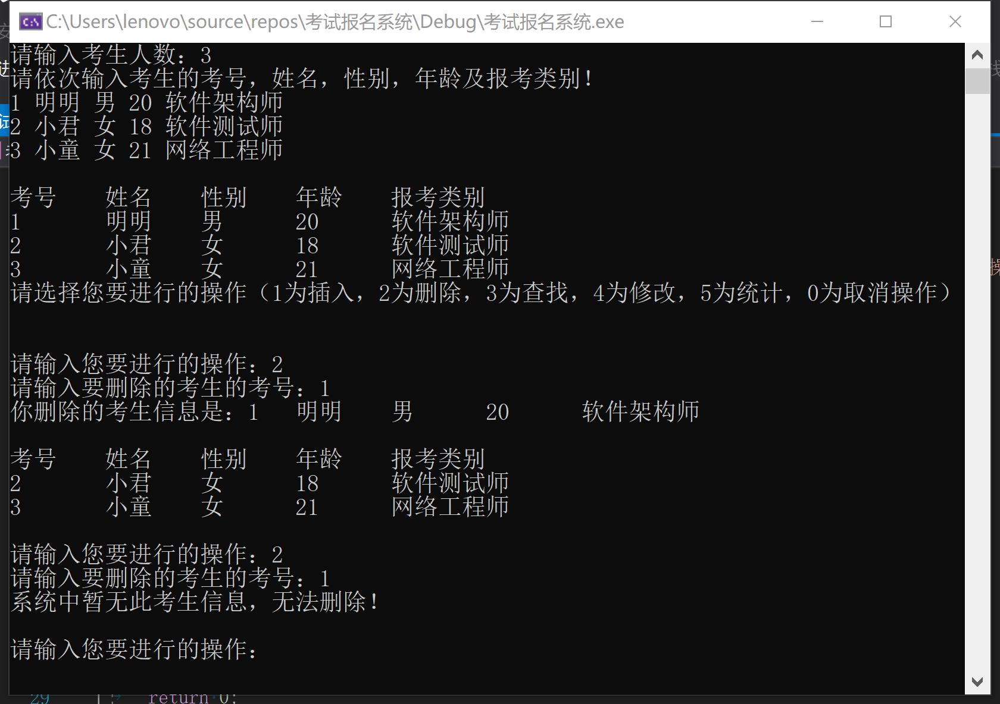 C:\Users\lenovo\source\repos\考试报名系统\Debug\考试报名系统.exe
请输入考生人数：3
请依次输入考生的考号，姓名，性别，年龄及报考类别！
1 明明 男 20 软件架构师
2 小君 女 18 软件测试师
3 小童 女 21 网络工程师
考号 姓名 性别 年龄 报考类别
1 明明 男 20 软件架构师
2 小君 女 18 软件测试师
3 小童 女 21 网络工程师
请选择您要进行的操作（1为插入，2为删除，3为查找，4为修改，5为统计，0为取消操作）
请输入您要进行的操作：2
请输入要删除的考生的考号：1
你删除的考生信息是：1 明明 男 20 软件架构师
考号 姓名 性别 年龄 报考类别
2 小君 女 18 软件测试师
3 小童 女 21 网络工程师
请输入您要进行的操作：2
请输入要删除的考生的考号：1
系统中暂无此考生信息，无法删除！
请输入您要进行的操作：
29 return 0;